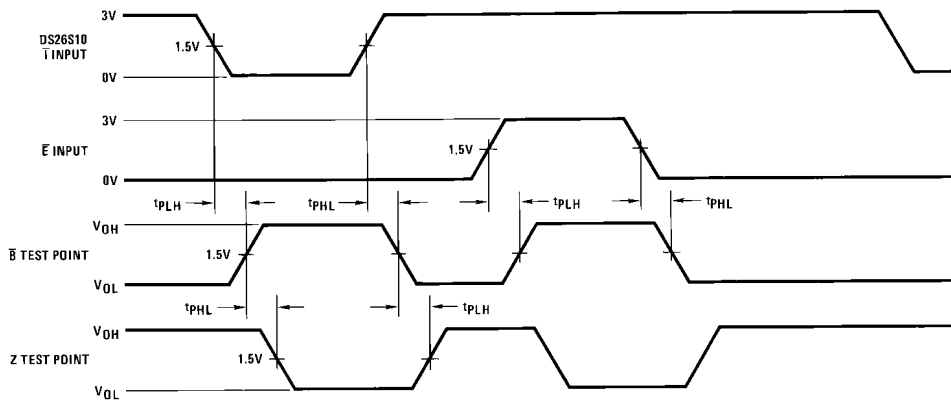 3V
DS26S10
I̅ INPUT
1.5V
0V
3V
E̅ INPUT
1.5V
0V
tPLH
tPHL
tPLH
tPHL
VOH
B̅ TEST POINT
1.5V
VOL
tPHL
tPLH
VOH
Z TEST POINT
1.5V
VOL